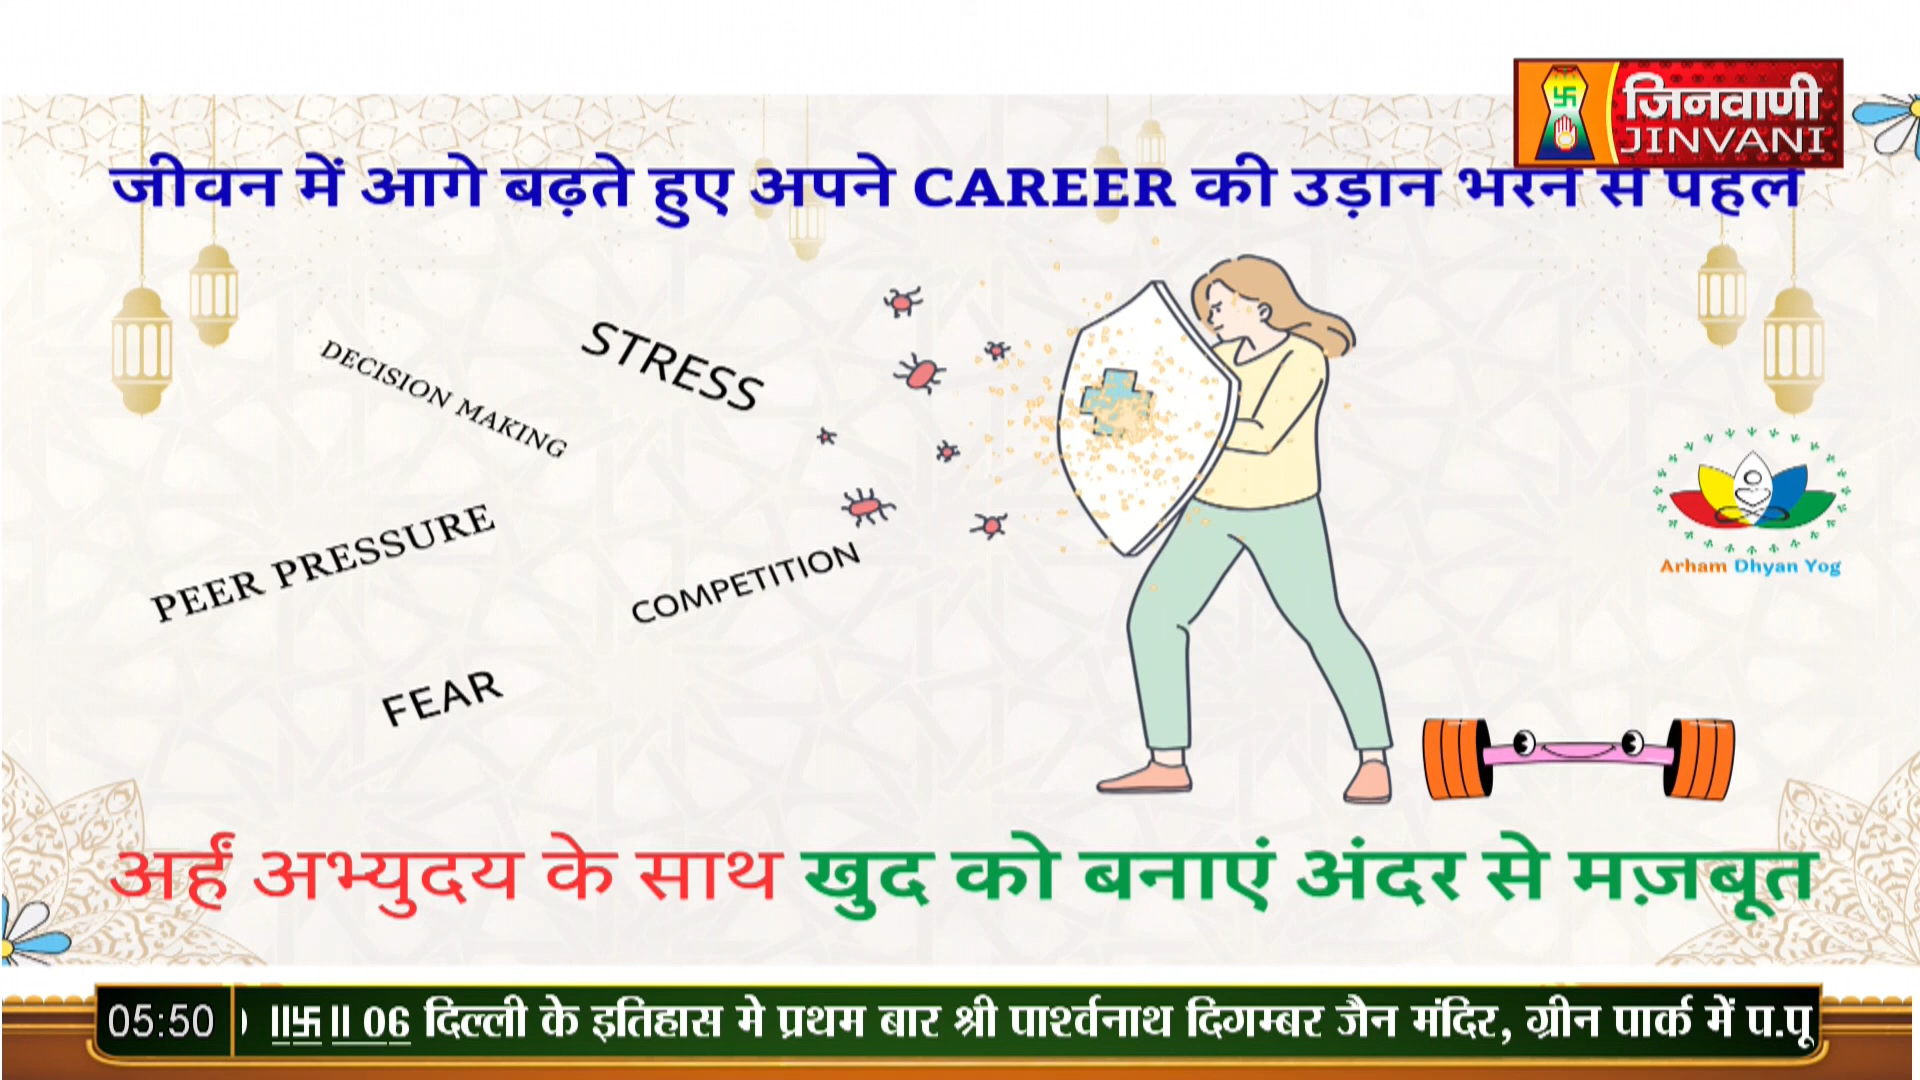 जिनवाणी
JINVANI
जीवन में आगे बढ़ते हुए अपने CAREER की उड़ान भरने से पहले
STRESS
DECISION MAKING
PEER PRESSURE
COMPETITION
FEAR
Arham Dhyan Yog
अर्हं अभ्युदय के साथ खुद को बनाएं अंदर से मज़बूत
05:50 ) ||卐|| 06 दिल्ली के इतिहास मे प्रथम बार श्री पार्श्वनाथ दिगम्बर जैन मंदिर, ग्रीन पार्क में प.पू